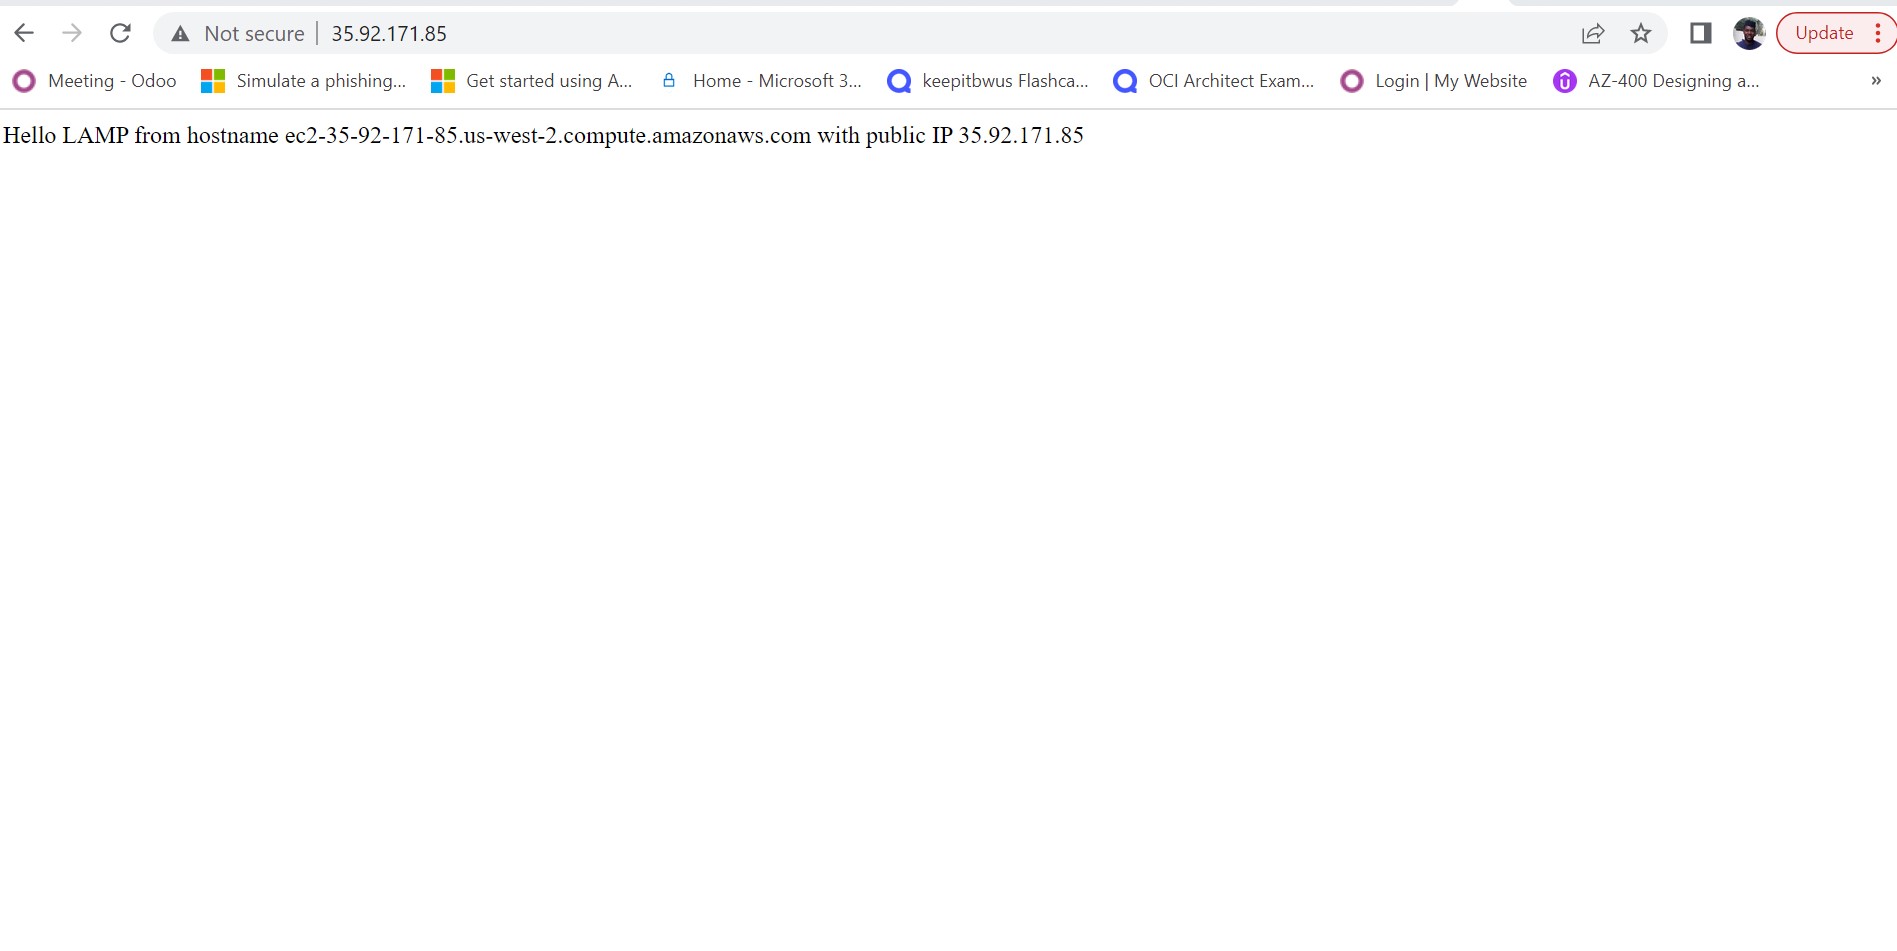 Not secure | 35.92.171.85 Update
Meeting - Odoo Simulate a phishing... Get started using A... Home - Microsoft 3... keepitbwus Flashca... OCI Architect Exam... Login | My Website AZ-400 Designing a... »
Hello LAMP from hostname ec2-35-92-171-85.us-west-2.compute.amazonaws.com with public IP 35.92.171.85